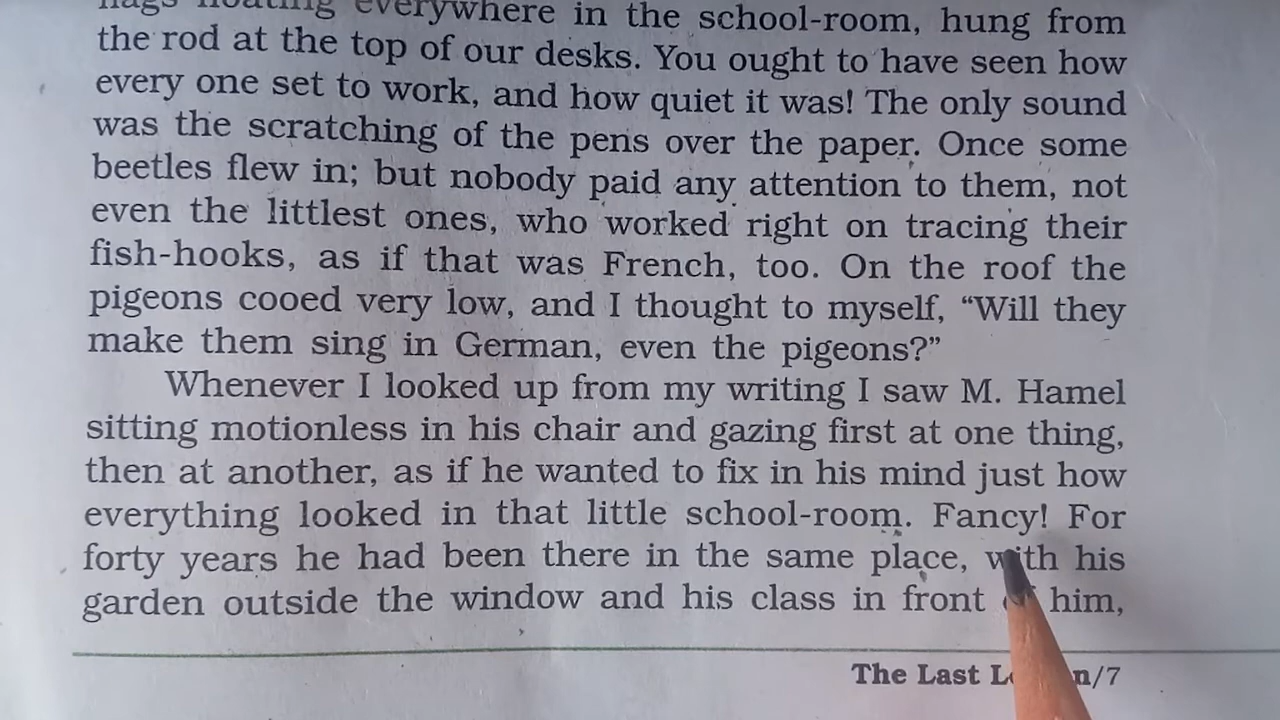 everywhere in the school-room, hung from
the rod at the top of our desks. You ought to have seen how
every one set to work, and how quiet it was! The only sound
was the scratching of the pens over the paper. Once some
beetles flew in; but nobody paid any attention to them, not
even the littlest ones, who worked right on tracing their
fish-hooks, as if that was French, too. On the roof the
pigeons cooed very low, and I thought to myself, “Will they
make them sing in German, even the pigeons?”
Whenever I looked up from my writing I saw M. Hamel
sitting motionless in his chair and gazing first at one thing,
then at another, as if he wanted to fix in his mind just how
everything looked in that little school-room. Fancy! For
forty years he had been there in the same place, with his
garden outside the window and his class in front him,
The Last /7